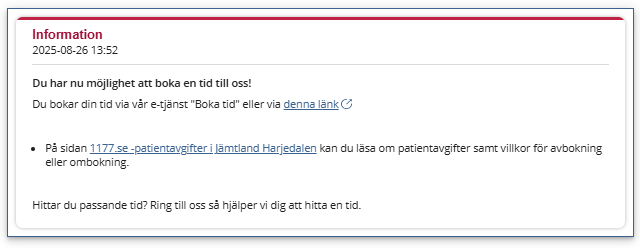 Information
2025-08-26 13:52
Du har nu möjlighet att boka en tid till oss!
Du bokar din tid via vår e-tjänst "Boka tid" eller via denna länk
• På sidan 1177.se -patientavgifter i Jämtland Harjedalen kan du läsa om patientavgifter samt villkor för avbokning
eller ombokning.
Hittar du passande tid? Ring till oss så hjälper vi dig att hitta en tid.